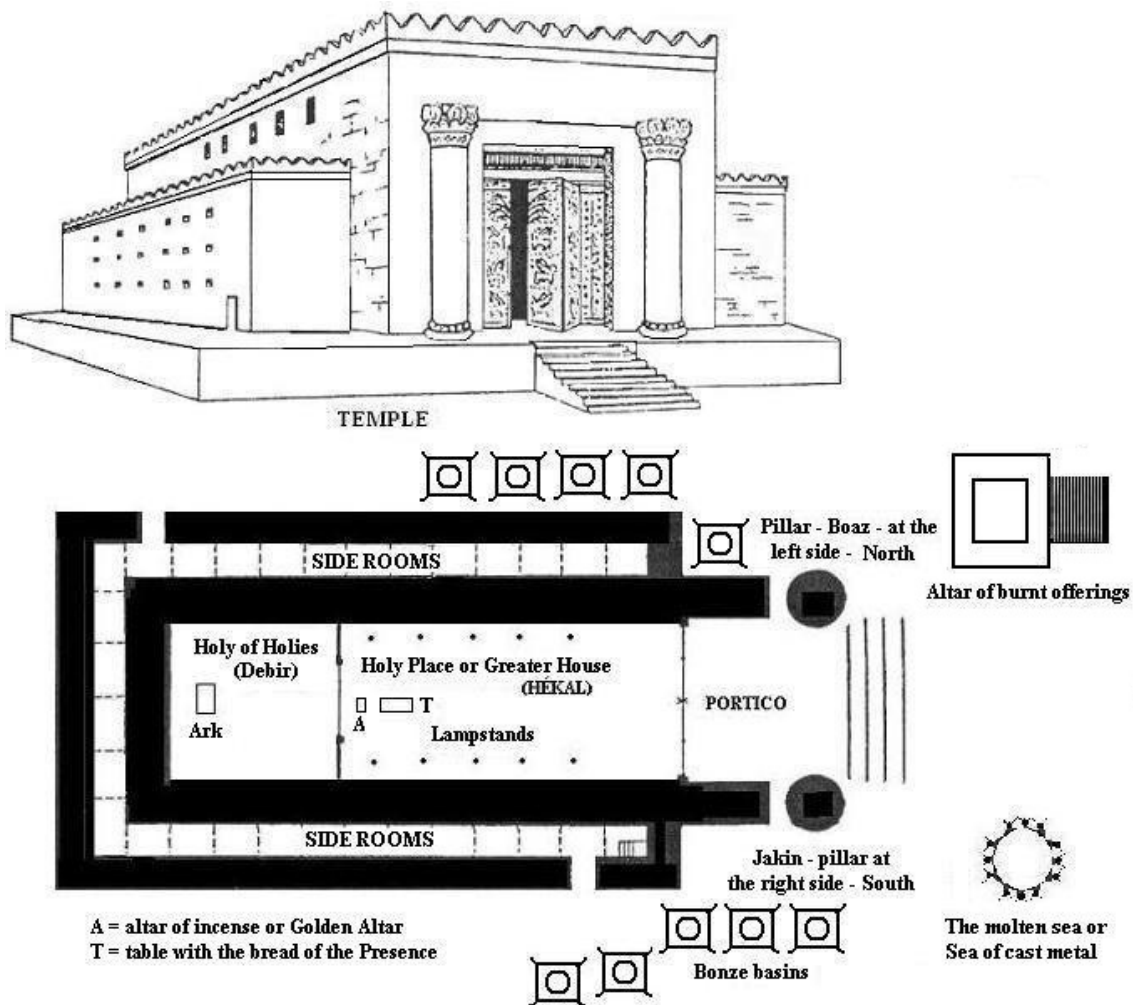 TEMPLE
Pillar - Boaz - at the
left side - North
Altar of burnt offerings
SIDE ROOMS
Holy of Holies
(Debir)
Holy Place or Greater House
(HÉKAL)
PORTICO
Ark
A
T
Lampstands
SIDE ROOMS
Jakin - pillar at
the right side - South
A = altar of incense or Golden Altar
T = table with the bread of the Presence
Bonze basins
The molten sea or
Sea of cast metal